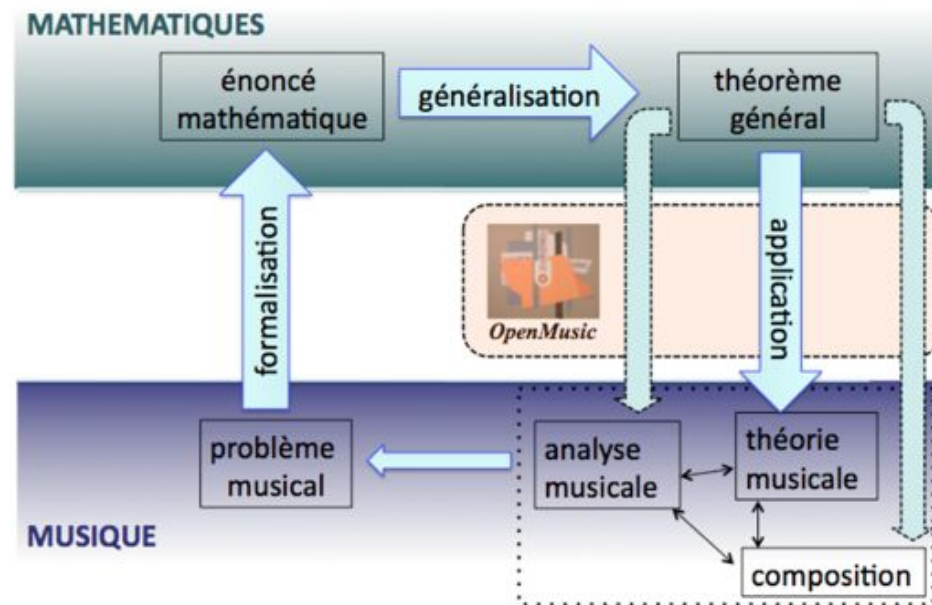 MATHEMATIQUES
énoncé
mathématique
généralisation
théorème
général
formalisation
OpenMusic
application
problème
musical
analyse
musicale
théorie
musicale
MUSIQUE
composition